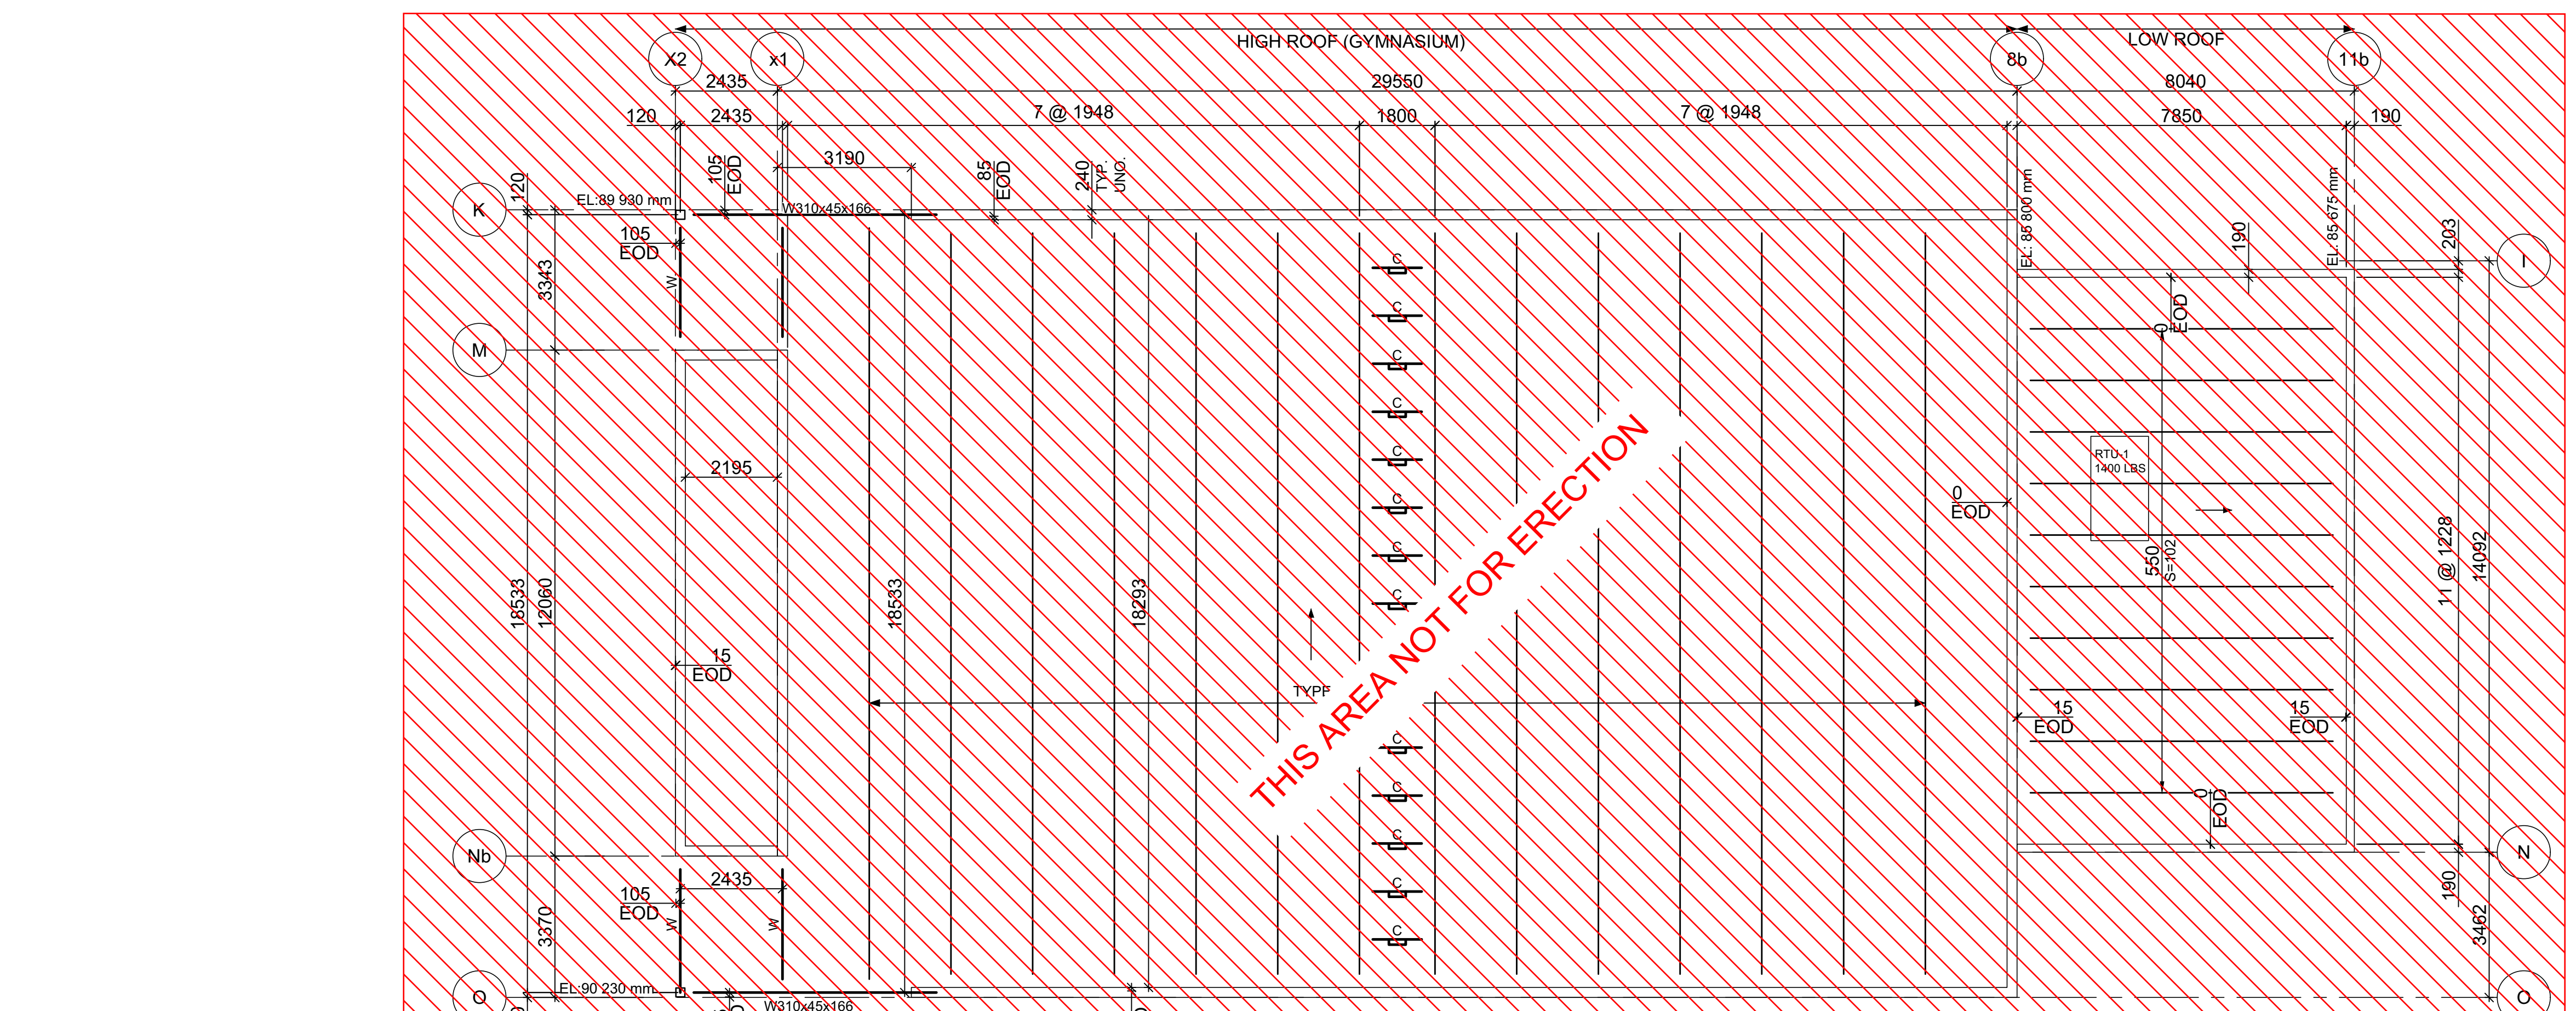 HIGH ROOF (GYMNASIUM)
LOW ROOF
X2
x1
8b
11b
2435
29550
8040
120
2435
7 @ 1948
1800
7 @ 1948
7850
190
3190
105
EOD
85
EOD
240
TYP.
UNO.
120
K
EL:89 930 mm
W310x45x166
EL: 85 800 mm
EL: 85 675 mm
190
203
I
105
EOD
3343
W
C
0
EOD
C
M
C
C
2195
C
RTU-1
1400 LBS
0
EOD
C
C
550
S=102
11 @ 1228
14092
18533
12060
18533
18293
C
THIS AREA NOT FOR ERECTION
15
EOD
15
EOD
15
EOD
C
C
0
EOD
C
Nb
N
2435
C
190
105
EOD
W
W
3370
3462
C
EL:90 230 mm
O
W310x45x166
O